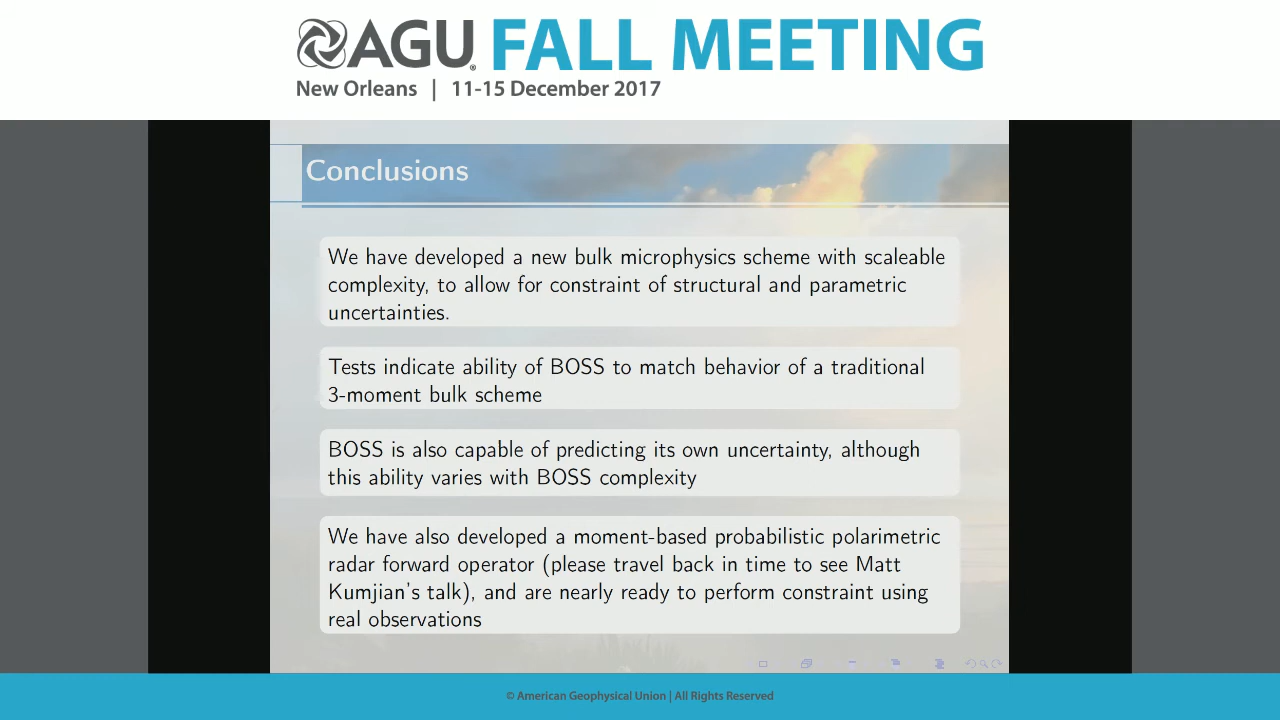 AGU FALL MEETING
New Orleans | 11-15 December 2017
Conclusions
We have developed a new bulk microphysics scheme with scaleable
complexity, to allow for constraint of structural and parametric
uncertainties.
Tests indicate ability of BOSS to match behavior of a traditional
3-moment bulk scheme
BOSS is also capable of predicting its own uncertainty, although
this ability varies with BOSS complexity
We have also developed a moment-based probabilistic polarimetric
radar forward operator (please travel back in time to see Matt
Kumjian's talk), and are nearly ready to perform constraint using
real observations
© American Geophysical Union | All Rights Reserved